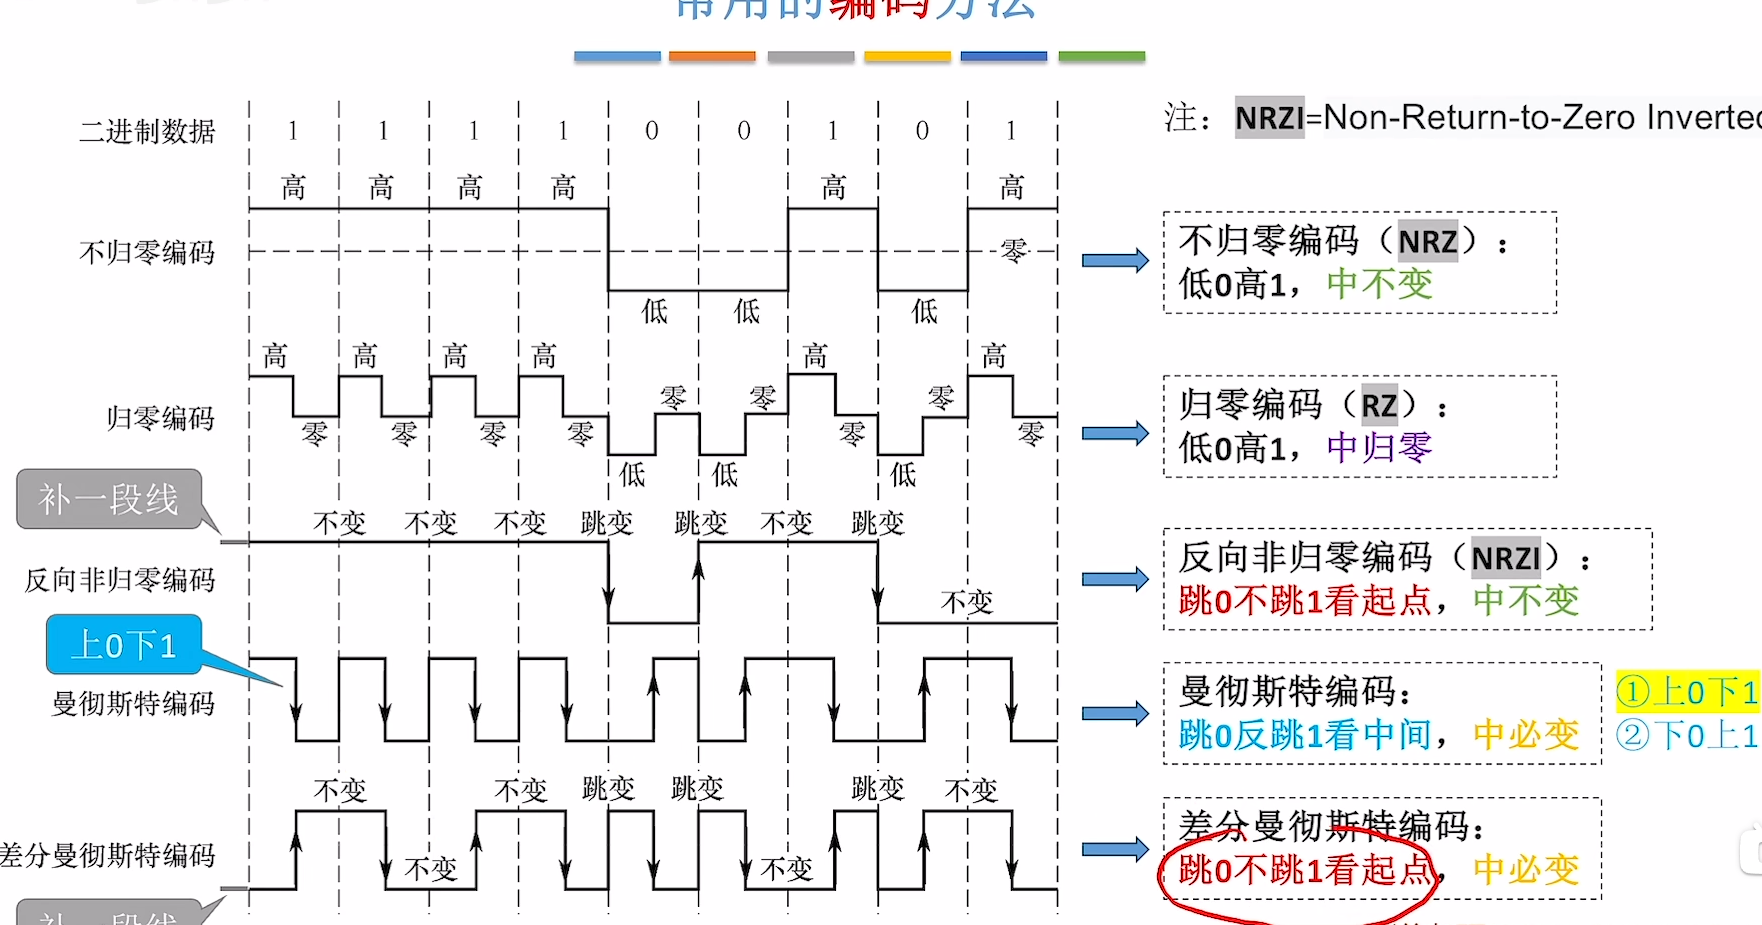 常用的编码方法
二进制数据 1 1 1 1 0 0 1 0 1
注：NRZI=Non-Return-to-Zero Inverted
高 高 高 高 高 高
不归零编码 零
低 低 低
不归零编码（NRZ）：
低0高1，中不变
高 高 高 高 高 高
零 零 零
归零编码
零 零 零 零 零 零
低 低 低
归零编码（RZ）：
低0高1，中归零
补一段线
不变 不变 不变 跳变 跳变 不变 跳变
反向非归零编码
不变
反向非归零编码（NRZI）：
跳0不跳1看起点，中不变
上0下1
曼彻斯特编码
曼彻斯特编码：
跳0反跳1看中间，中必变
①上0下1
②下0上1
不变 不变 跳变 跳变 跳变 不变
差分曼彻斯特编码
不变 不变
差分曼彻斯特编码：
跳0不跳1看起点，中必变
补一段线